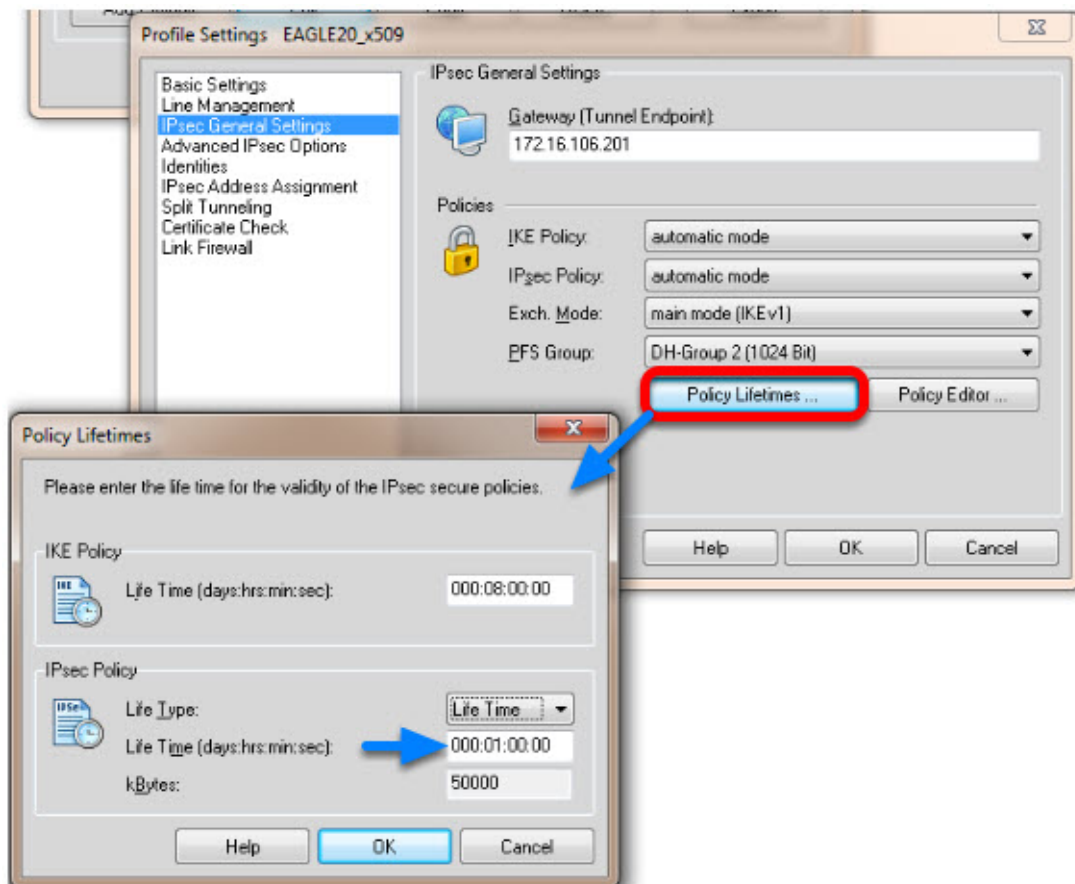 Profile Settings EAGLE20_x509
Basic Settings
Line Management
IPsec General Settings
Advanced IPsec Options
Identities
IPsec Address Assignment
Split Tunneling
Certificate Check
Link Firewall
IPsec General Settings
Gateway (Tunnel Endpoint):
172.16.106.201
Policies
IKE Policy:
automatic mode
IPsec Policy:
automatic mode
Exch. Mode:
main mode (IKEv1)
PFS Group:
DH-Group 2 (1024 Bit)
Policy Lifetimes ...
Policy Editor ...
Help
OK
Cancel
Policy Lifetimes
Please enter the life time for the validity of the IPsec secure policies.
IKE Policy
IKE
Life Time (days:hrs:min:sec):
000:08:00:00
IPsec Policy
IPSe
Life Type:
Life Time
Life Time (days:hrs:min:sec):
000:01:00:00
kBytes:
50000
Help
OK
Cancel